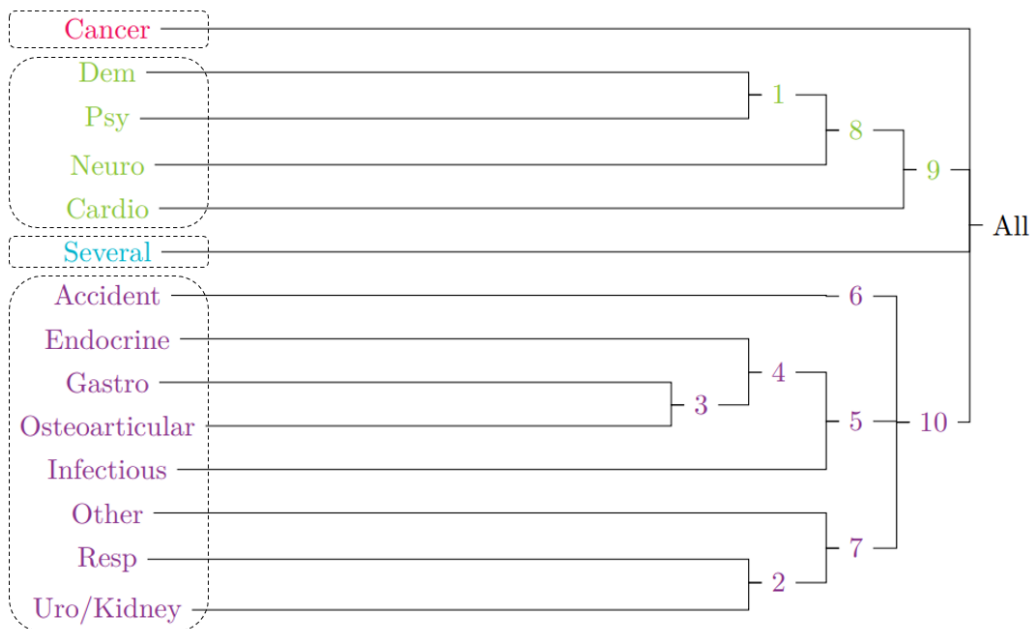 Cancer
Dem
1
Psy
8
Neuro
9
Cardio
All
Several
Accident
6
Endocrine
4
Gastro
3
Osteoarticular
5
10
Infectious
Other
7
Resp
2
Uro/Kidney